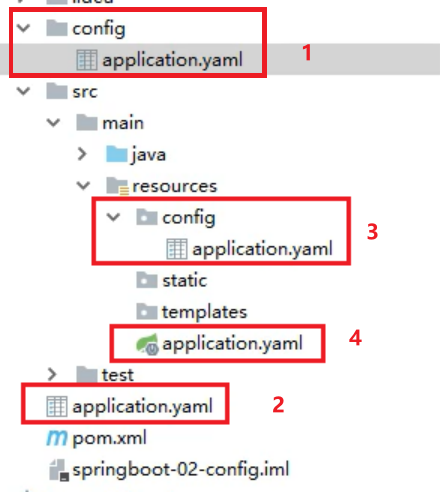 .idea
config
application.yaml 1
src
main
java
resources
config
application.yaml 3
static
templates
application.yaml 4
test
application.yaml 2
pom.xml
springboot-02-config.iml